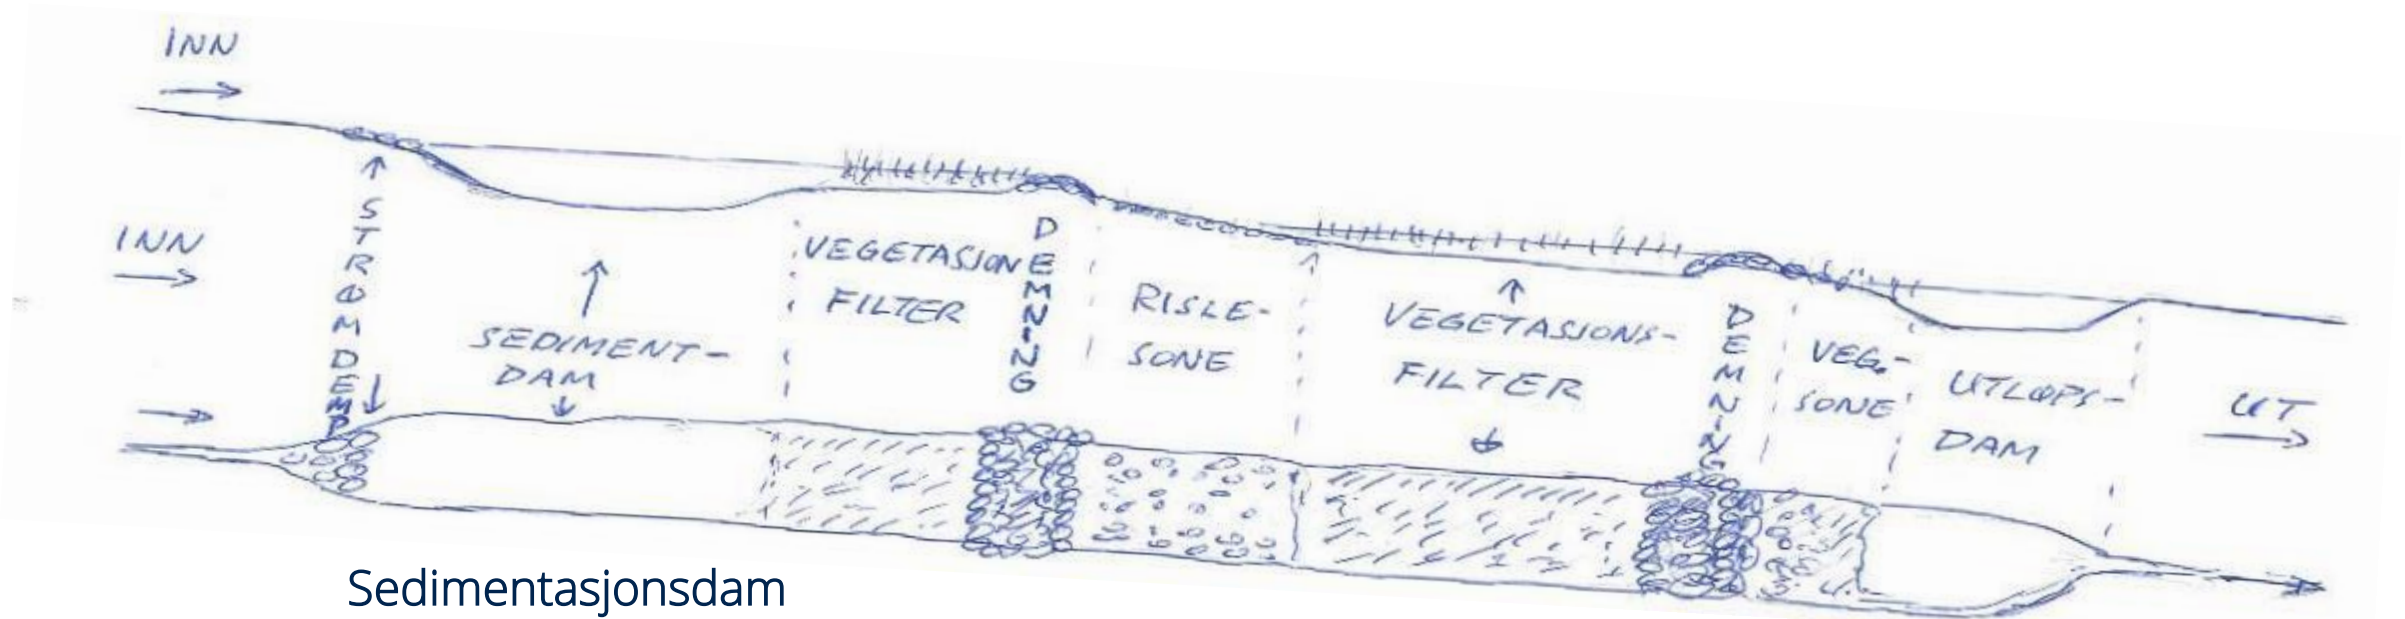 INN
INN
STRØMDEMP
SEDIMENT-
DAM
VEGETASJON
FILTER
DEMNING
RISLE-
SONE
VEGETASJONS-
FILTER
DEMNING
VEG.-
SONE
UTLØPS-
DAM
UT
Sedimentasjonsdam